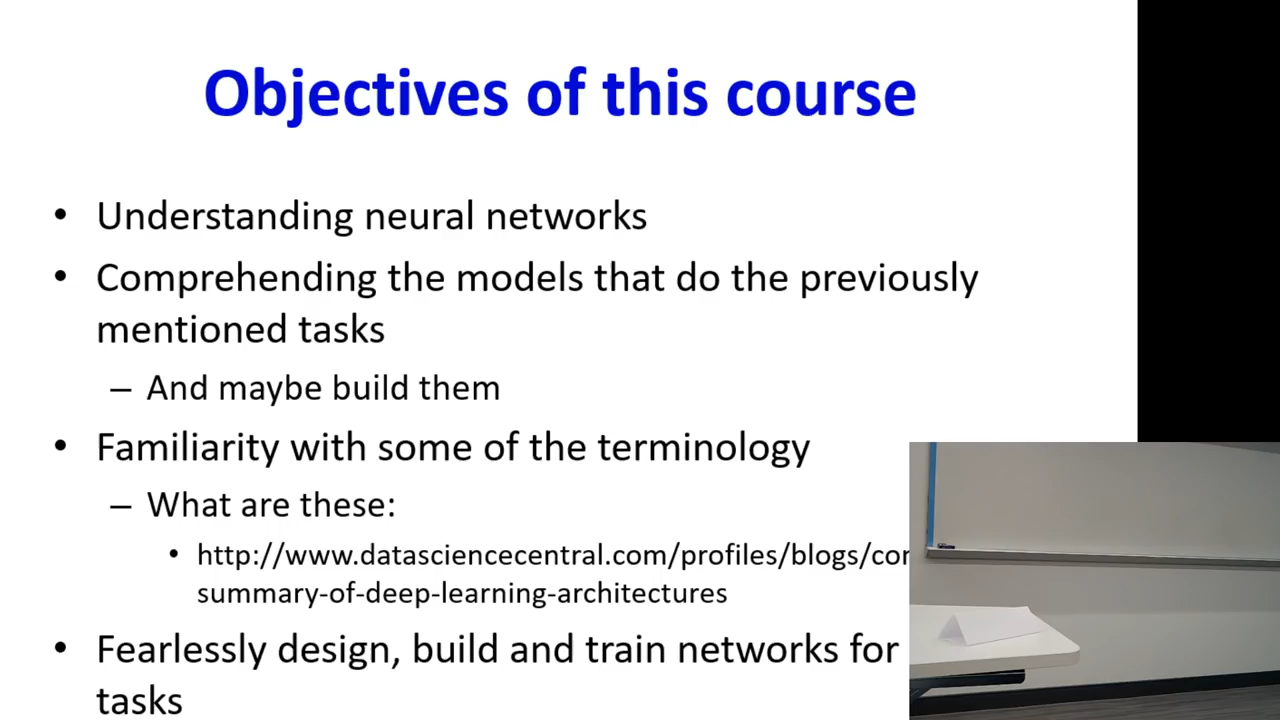 Objectives of this course
• Understanding neural networks
• Comprehending the models that do the previously
mentioned tasks
– And maybe build them
• Familiarity with some of the terminology
– What are these:
• http://www.datasciencecentral.com/profiles/blogs/
summary-of-deep-learning-architectures
• Fearlessly design, build and train networks for
tasks